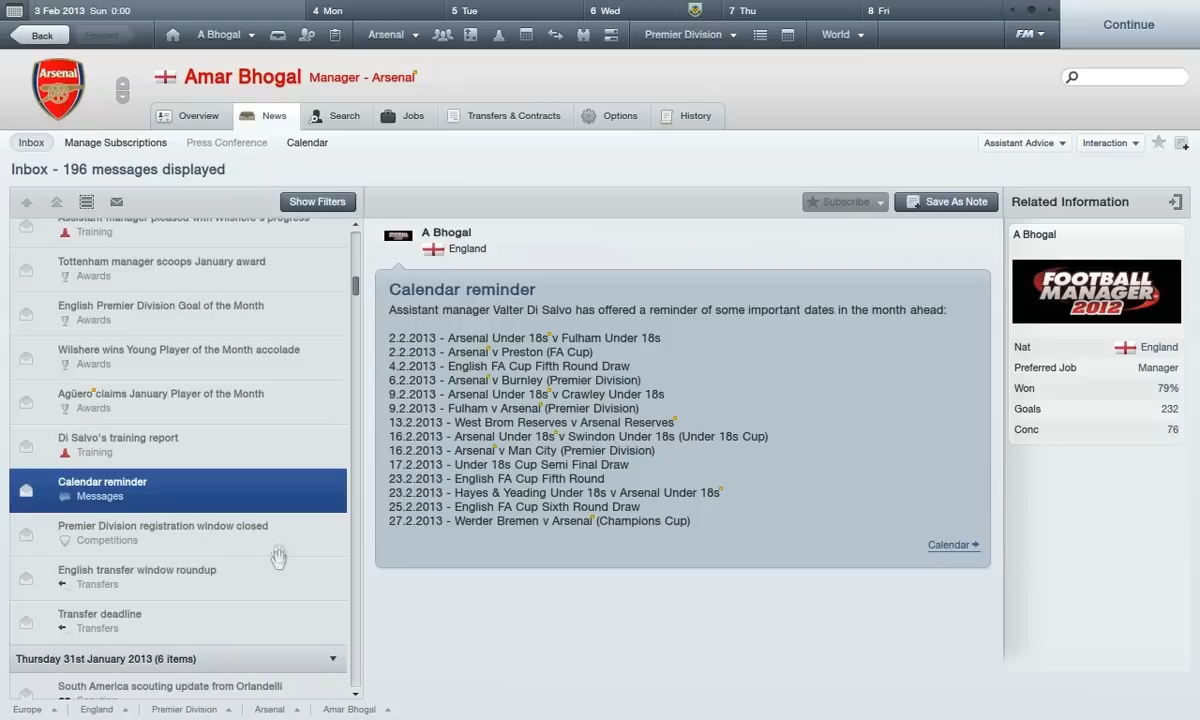 3 Feb 2013 Sun 0:00
4 Mon
5 Tue
6 Wed
7 Thu
8 Fri
Back
Forward
A Bhogal
Arsenal
Premier Division
World
FM
Continue
Arsenal
Amar Bhogal Manager - Arsenal
Overview
News
Search
Jobs
Transfers & Contracts
Options
History
Inbox
Manage Subscriptions
Press Conference
Calendar
Assistant Advice
Interaction
Inbox - 196 messages displayed
Show Filters
Subscribe
Save As Note
Related Information
Assistant manager pleased with Wilshere's progress
Training
Tottenham manager scoops January award
Awards
English Premier Division Goal of the Month
Awards
Wilshere wins Young Player of the Month accolade
Awards
Agüero claims January Player of the Month
Awards
Di Salvo's training report
Training
Calendar reminder
Messages
Premier Division registration window closed
Competitions
English transfer window roundup
Transfers
Transfer deadline
Transfers
Thursday 31st January 2013 (6 items)
South America scouting update from Orlandelli
A Bhogal
England
Calendar reminder
Assistant manager Valter Di Salvo has offered a reminder of some important dates in the month ahead:
2.2.2013 - Arsenal Under 18s v Fulham Under 18s
2.2.2013 - Arsenal v Preston (FA Cup)
4.2.2013 - English FA Cup Fifth Round Draw
6.2.2013 - Arsenal v Burnley (Premier Division)
9.2.2013 - Arsenal Under 18s v Crawley Under 18s
9.2.2013 - Fulham v Arsenal (Premier Division)
13.2.2013 - West Brom Reserves v Arsenal Reserves
16.2.2013 - Arsenal Under 18s v Swindon Under 18s (Under 18s Cup)
16.2.2013 - Arsenal v Man City (Premier Division)
17.2.2013 - Under 18s Cup Semi Final Draw
23.2.2013 - English FA Cup Fifth Round
23.2.2013 - Hayes & Yeading Under 18s v Arsenal Under 18s
25.2.2013 - English FA Cup Sixth Round Draw
27.2.2013 - Werder Bremen v Arsenal (Champions Cup)
Calendar
A Bhogal
FOOTBALL
MANAGER
2012
Nat England
Preferred Job Manager
Won 79%
Goals 232
Conc 76
Europe
England
Premier Division
Arsenal
Amar Bhogal